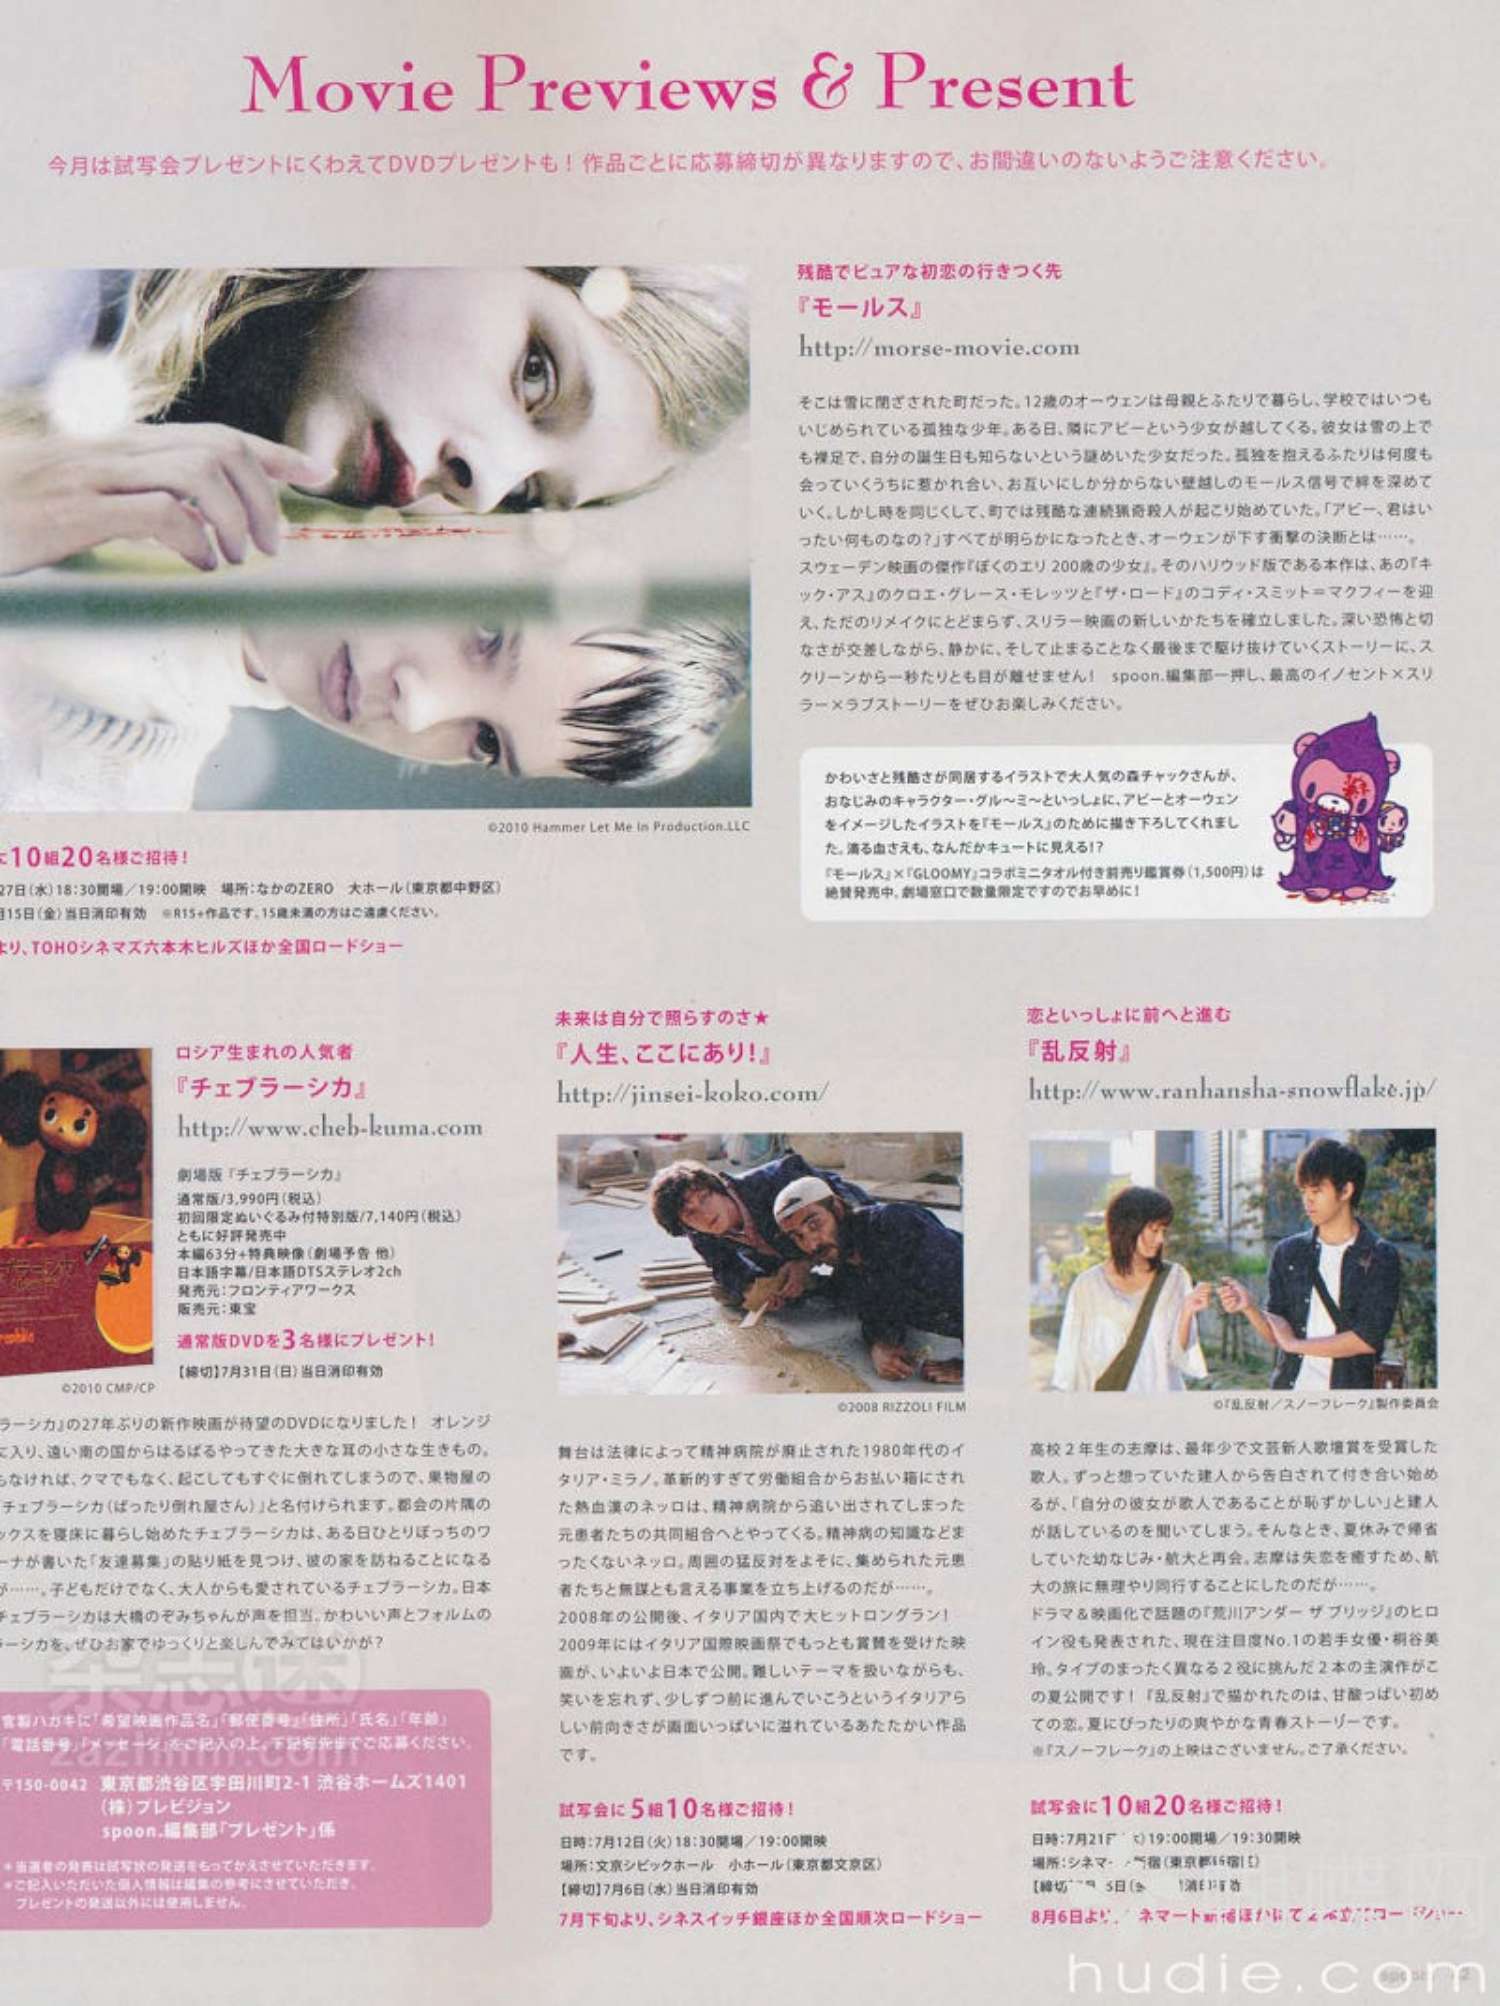 Movie Previews & Present
今月は試写会プレゼントにくわえてDVDプレゼントも！作品ごとに応募締切が異なりますので、お間違いのないようご注意ください。
残酷でピュアな初恋の行きつく先
『モールス』
http://morse-movie.com
そこは雪に閉ざされた町だった。12歳のオーウェンは母親とふたりで暮らし、学校ではいつも
いじめられている孤独な少年。ある日、隣にアビーという少女が越してくる。彼女は雪の上で
も裸足で、自分の誕生日も知らないという謎めいた少女だった。孤独を抱えるふたりは何度も
会っていくうちに惹かれ合い、お互いにしか分からない壁越しのモールス信号で絆を深めて
いく。しかし時を同じくして、町では残酷な連続猟奇殺人が起こり始めていた。「アビー、君はい
ったい何ものなの？」すべてが明らかになったとき、オーウェンが下す衝撃の決断とは……。
スウェーデン映画の傑作『ぼくのエリ 200歳の少女』。そのハリウッド版である本作は、あの『キ
ック・アス』のクロエ・グレース・モレッツと『ザ・ロード』のコディ・スミット＝マクフィーを迎
え、ただのリメイクにとどまらず、スリラー映画の新しいかたちを確立しました。深い恐怖と切
なさが交差しながら、静かに、そして止まることなく最後まで駆け抜けていくストーリーに、ス
クリーンから一秒たりとも目が離せません！ spoon.編集部一押し、最高のイノセント×スリ
ラー×ラブストーリーをぜひお楽しみください。
かわいさと残酷さが同居するイラストで大人気の森チャックさんが、
おなじみのキャラクター・グル～ミ～といっしょに、アビーとオーウェン
をイメージしたイラストを『モールス』のために描き下ろしてくれまし
た。滴る血さえも、なんだかキュートに見える！？
『モールス』×『GLOOMY』コラボミニタオル付き前売り鑑賞券（1,500円）は
絶賛発売中。劇場窓口で数量限定ですのでお早めに！
©2010 Hammer Let Me In Production.LLC
に10組20名様ご招待！
27日（水）18：30開場／19：00開映 場所：なかのZERO 大ホール（東京都中野区）
月15日（金）当日消印有効 ※R15+作品です。15歳未満の方はご遠慮ください。
より、TOHOシネマズ六本木ヒルズほか全国ロードショー
ロシア生まれの人気者
『チェブラーシカ』
http://www.cheb-kuma.com
劇場版『チェブラーシカ』
通常版/3,990円（税込）
初回限定ぬいぐるみ付特別版/7,140円（税込）
ともに好評発売中
本編63分+特典映像（劇場予告 他）
日本語字幕/日本語DTSステレオ2ch
発売元：フロンティアワークス
販売元：東宝
通常版DVDを3名様にプレゼント！
【締切】7月31日（日）当日消印有効
©2010 CMP/CP
ラーシカ』の27年ぶりの新作映画が待望のDVDになりました！ オレンジ
に入り、遠い南の国からはるばるやってきた大きな耳の小さな生きもの。
もなければ、クマでもなく、起こしてもすぐに倒れてしまうので、果物屋の
「チェブラーシカ（ばったり倒れ屋さん）」と名付けられます。都会の片隅の
ックスを寝床に暮らし始めたチェブラーシカは、ある日ひとりぼっちのワ
ーナが書いた「友達募集」の貼り紙を見つけ、彼の家を訪ねることになる
が……。子どもだけでなく、大人からも愛されているチェブラーシカ。日本
チェブラーシカは大橋のぞみちゃんが声を担当。かわいい声とフォルムの
ラーシカを、ぜひお家でゆっくりと楽しんでみてはいかが？
官製ハガキに「希望映画作品名」「郵便番号」「住所」「氏名」「年齢」
「電話番号」「メッセージ」をご記入の上、下記宛先までご応募ください。
〒150-0042 東京都渋谷区宇田川町2-1 渋谷ホームズ1401
（株）プレビジョン
spoon.編集部「プレゼント」係
＊当選者の発表は試写状の発送をもってかえさせていただきます。
＊ご記入いただいた個人情報は編集の参考にさせていただき、
プレゼントの発送以外には使用しません。
未来は自分で照らすのさ★
『人生、ここにあり！』
http://jinsei-koko.com/
©2008 RIZZOLI FILM
舞台は法律によって精神病院が廃止された1980年代のイ
タリア・ミラノ。革新的すぎて労働組合からお払い箱にされ
た熱血漢のネッロは、精神病院から追い出されてしまった
元患者たちの共同組合へとやってくる。精神病の知識などま
ったくないネッロ。周囲の猛反対をよそに、集められた元患
者たちと無謀とも言える事業を立ち上げるのだが……。
2008年の公開後、イタリア国内で大ヒットロングラン！
2009年にはイタリア国際映画祭でもっとも賞賛を受けた映
画が、いよいよ日本で公開。難しいテーマを扱いながらも、
笑いを忘れず、少しずつ前に進んでいこうというイタリアら
しい前向きさが画面いっぱいに溢れているあたたかい作品
です。
試写会に5組10名様ご招待！
日時：7月12日（火）18：30開場／19：00開映
場所：文京シビックホール 小ホール（東京都文京区）
【締切】7月6日（水）当日消印有効
7月下旬より、シネスイッチ銀座ほか全国順次ロードショー
恋といっしょに前へと進む
『乱反射』
http://www.ranhansha-snowflake.jp/
©『乱反射／スノーフレーク』製作委員会
高校2年生の志摩は、最年少で文芸新人歌壇賞を受賞した
歌人。ずっと想っていた建人から告白されて付き合い始め
るが、「自分の彼女が歌人であることが恥ずかしい」と建人
が話しているのを聞いてしまう。そんなとき、夏休みで帰省
していた幼なじみ・航大と再会。志摩は失恋を癒すため、航
大の旅に無理やり同行することにしたのだが……。
ドラマ＆映画化で話題の『荒川アンダー ザ ブリッジ』のヒロ
イン役も発表された、現在注目度No.1の若手女優・桐谷美
玲。タイプのまったく異なる2役に挑んだ2本の主演作がこ
の夏公開です！『乱反射』で描かれたのは、甘酸っぱい初め
ての恋。夏にぴったりの爽やかな青春ストーリーです。
※『スノーフレーク』の上映はございません。ご了承ください。
試写会に10組20名様ご招待！
日時：7月21 19：00開場／19：30開映
場所：シネマ 宿（東京都 宿区）
【締切 5日
8月6日より ネマート新宿ほかにて ロードショー
杂志迷
zazhimi.com
hudie.com